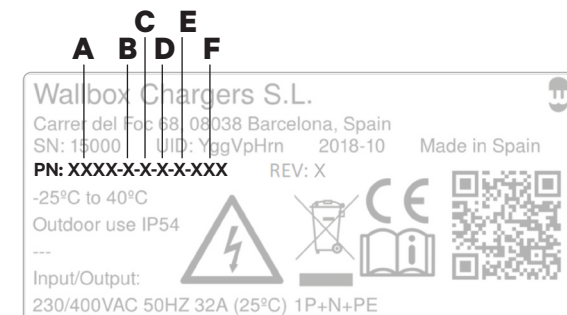 C E
A B D F
Wallbox Chargers S.L.
Carrer del Foc 68, 08038 Barcelona, Spain
SN: 15000 UID: YggVpHrn 2018-10 Made in Spain
PN: XXXX-X-X-X-X-XXX REV: X
-25ºC to 40ºC
Outdoor use IP54
---
Input/Output:
230/400VAC 50HZ 32A (25ºC) 1P+N+PE